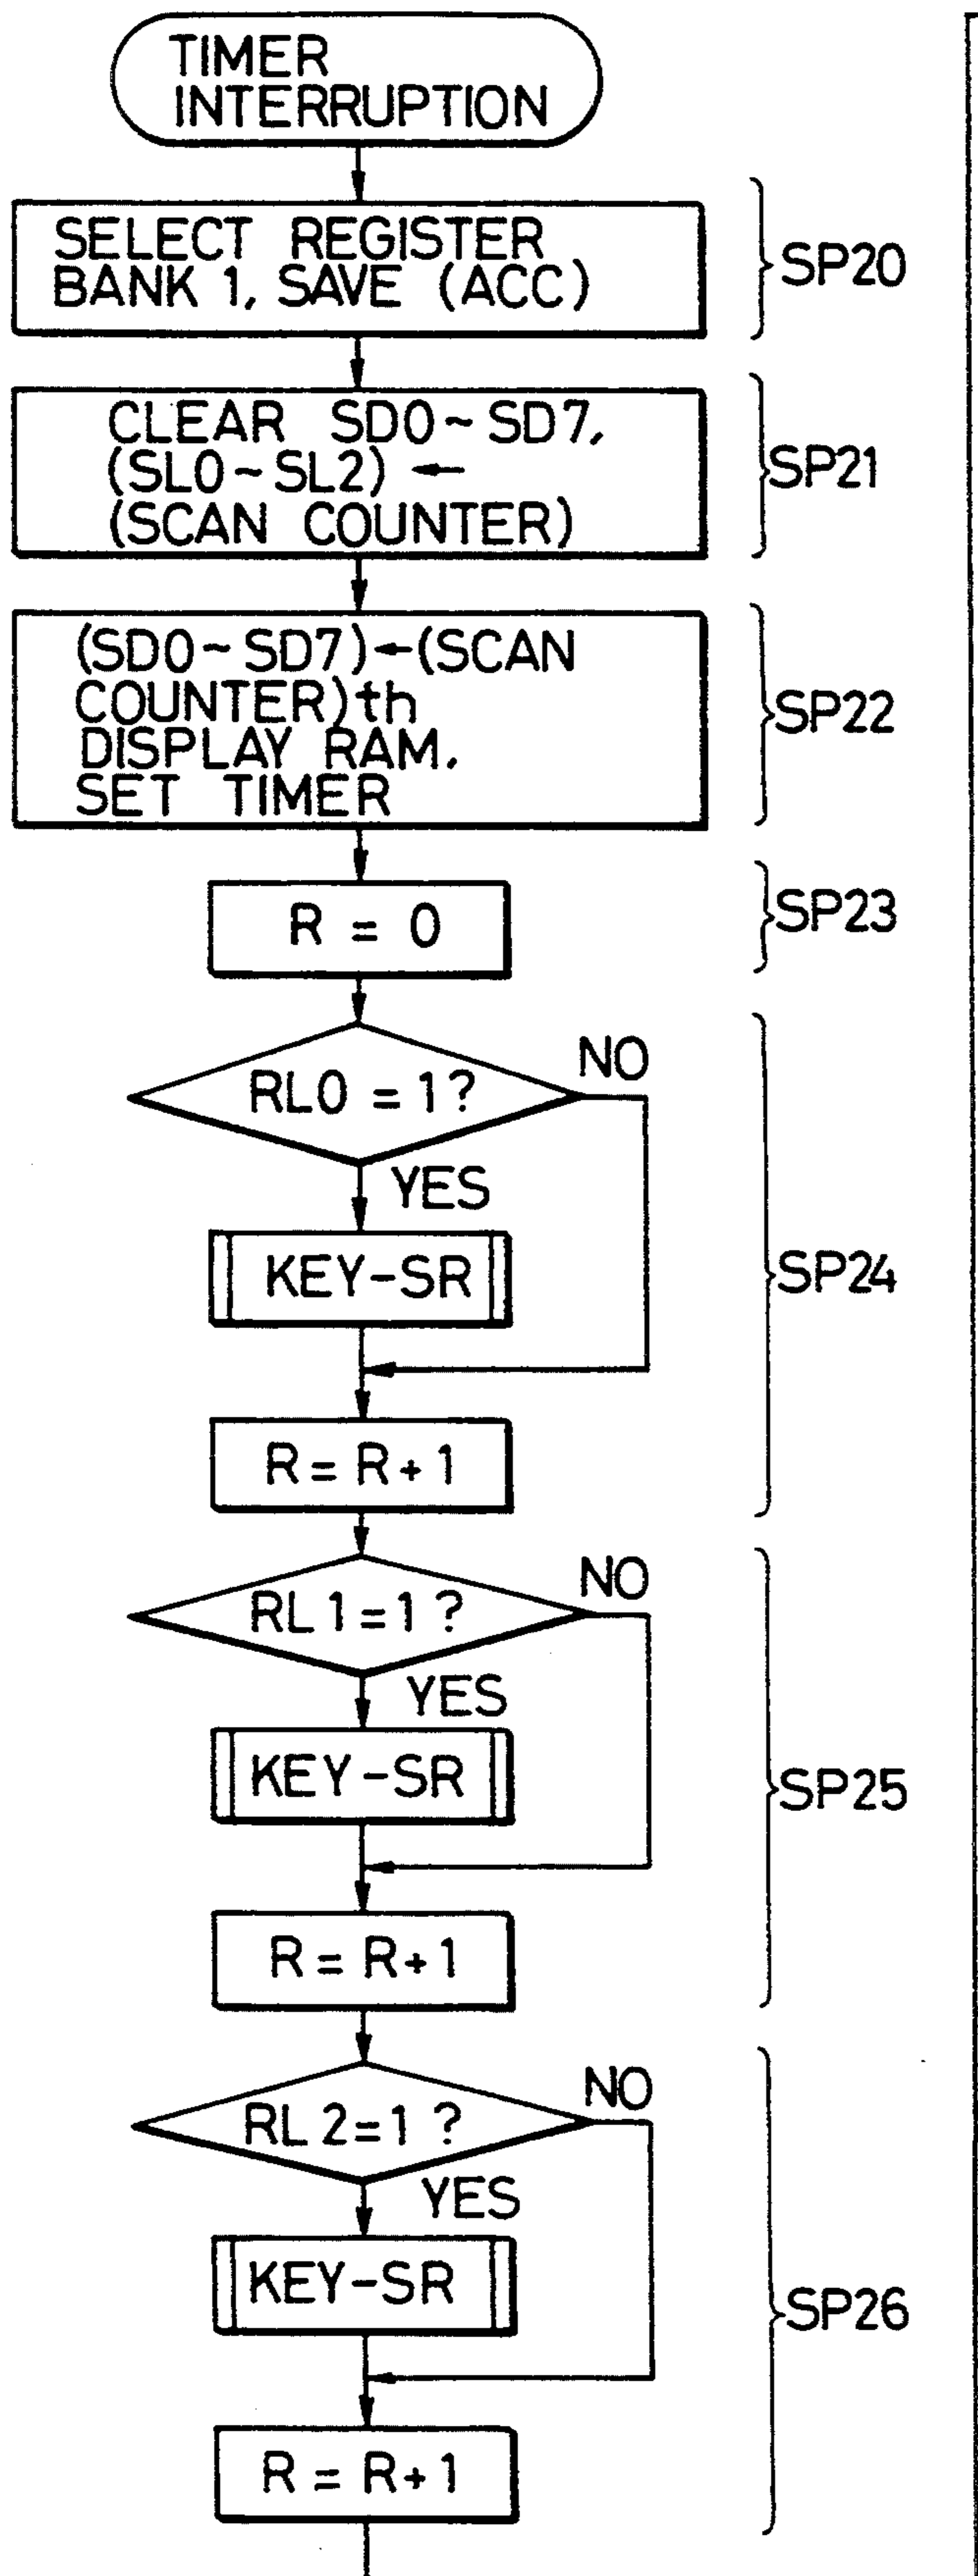 TIMER
INTERRUPTION
SELECT REGISTER
BANK 1, SAVE (ACC)
SP20
CLEAR SD0~SD7,
(SL0~SL2) ←
(SCAN COUNTER)
SP21
(SD0~SD7)←(SCAN
COUNTER)th
DISPLAY RAM.
SET TIMER
SP22
R = 0
SP23
RL0 = 1?
NO
YES
KEY-SR
SP24
R = R + 1
RL1 = 1?
NO
YES
KEY-SR
SP25
R = R + 1
RL2 = 1?
NO
YES
KEY-SR
SP26
R = R + 1